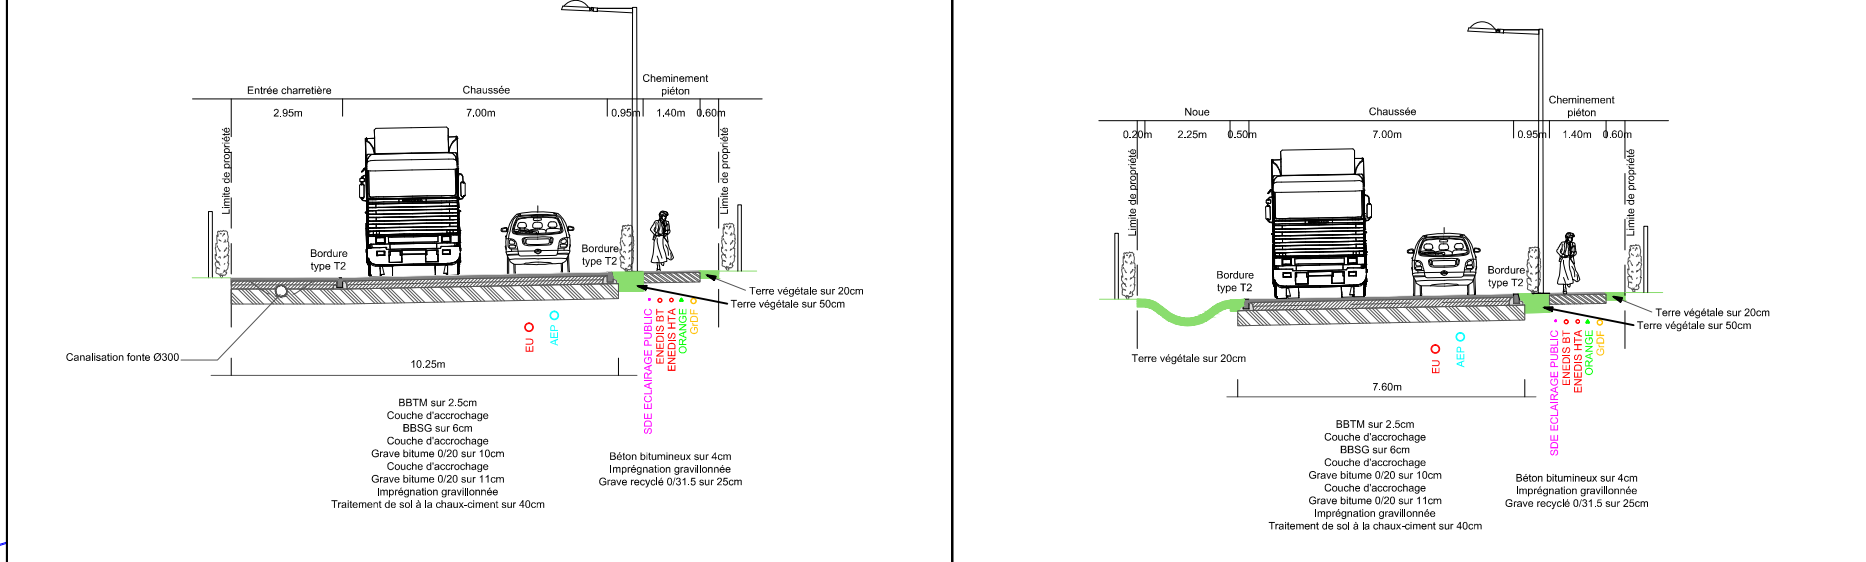 Entrée charretière
Chaussée
Cheminement
piéton
2.95m
7.00m
0.95m
1.40m
0.60m
Limite de propriété
Limite de propriété
Bordure
type T2
Bordure
type T2
Terre végétale sur 20cm
Terre végétale sur 50cm
EU
AEP
SDE ECLAIRAGE PUBLIC
ENEDIS BT
ENEDIS HTA
ORANGE
GrDF
Canalisation fonte Ø300
10.25m
BBTM sur 2.5cm
Couche d'accrochage
BBSG sur 6cm
Couche d'accrochage
Grave bitume 0/20 sur 10cm
Couche d'accrochage
Grave bitume 0/20 sur 11cm
Imprégnation gravillonnée
Traitement de sol à la chaux-ciment sur 40cm
Béton bitumineux sur 4cm
Imprégnation gravillonnée
Grave recyclé 0/31.5 sur 25cm
Noue
Chaussée
Cheminement
piéton
0.20m
2.25m
0.50m
7.00m
0.95m
1.40m
0.60m
Limite de propriété
Limite de propriété
Bordure
type T2
Bordure
type T2
Terre végétale sur 20cm
Terre végétale sur 50cm
Terre végétale sur 20cm
EU
AEP
SDE ECLAIRAGE PUBLIC
ENEDIS BT
ENEDIS HTA
ORANGE
GrDF
7.60m
BBTM sur 2.5cm
Couche d'accrochage
BBSG sur 6cm
Couche d'accrochage
Grave bitume 0/20 sur 10cm
Couche d'accrochage
Grave bitume 0/20 sur 11cm
Imprégnation gravillonnée
Traitement de sol à la chaux-ciment sur 40cm
Béton bitumineux sur 4cm
Imprégnation gravillonnée
Grave recyclé 0/31.5 sur 25cm